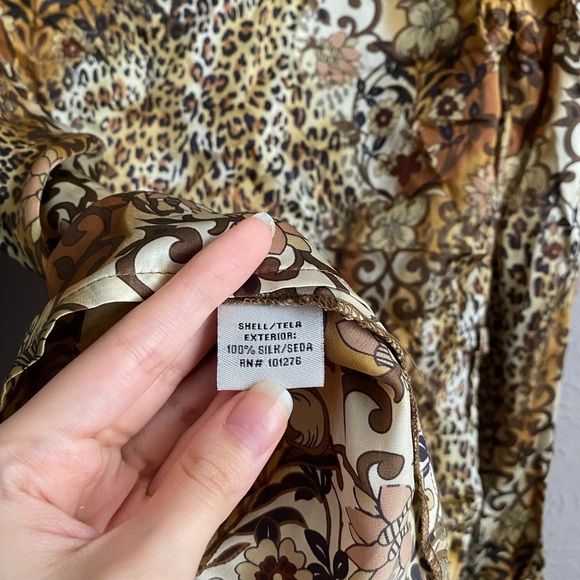 SHELL/TELA
EXTERIOR:
100% SILK/SEDA
RN# 101276